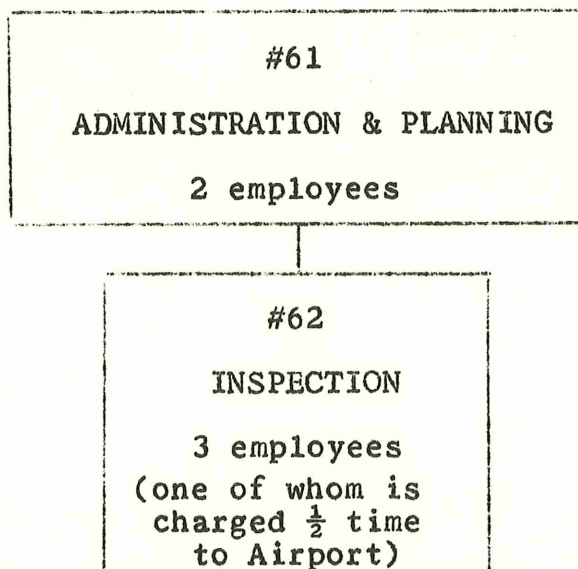 #61
ADMINISTRATION & PLANNING
2 employees
#62
INSPECTION
3 employees
(one of whom is
charged ½ time
to Airport)